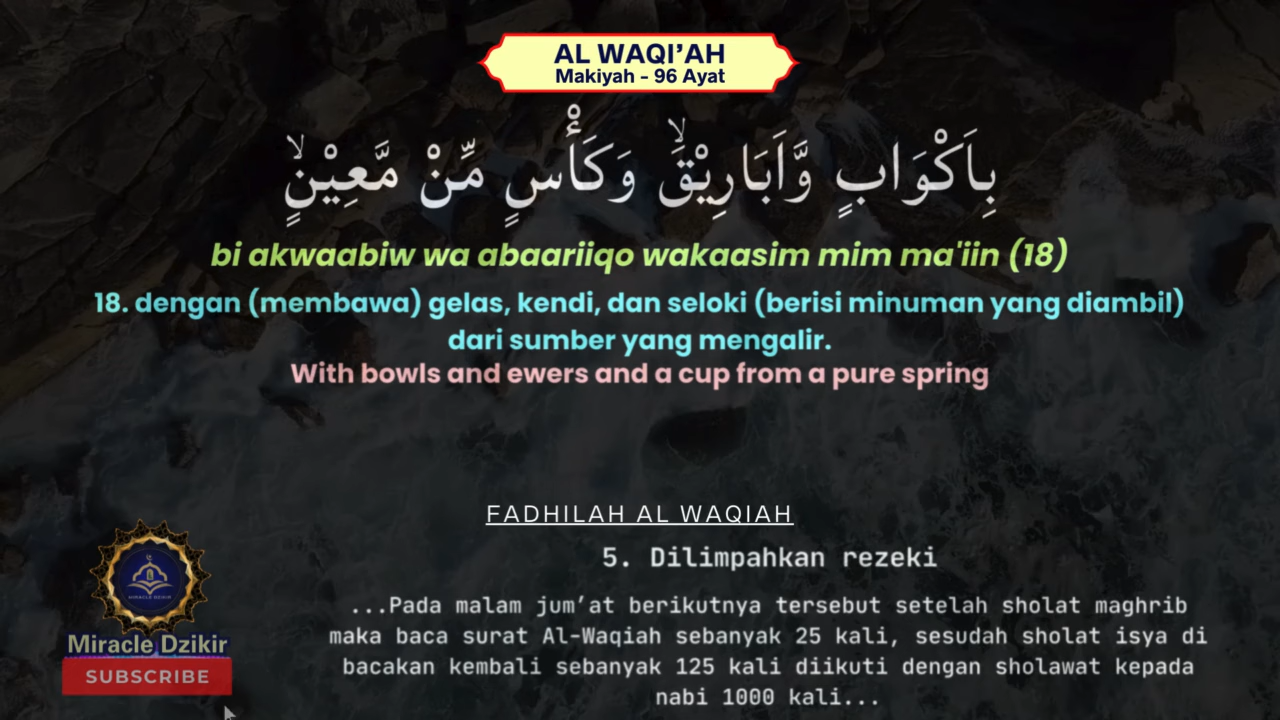 AL WAQI’AH
Makiyah - 96 Ayat
بِاَكْوَابٍ وَّاَبَارِيْقَۙ وَكَأْسٍ مِّنْ مَّعِيْنٍۙ
bi akwaabiw wa abaariiqo wakaasim mim ma'iin (18)
18. dengan (membawa) gelas, kendi, dan seloki (berisi minuman yang diambil)
dari sumber yang mengalir.
With bowls and ewers and a cup from a pure spring
FADHILAH AL WAQIAH
5. Dilimpahkan rezeki
...Pada malam jum’at berikutnya tersebut setelah sholat maghrib
maka baca surat Al-Waqiah sebanyak 25 kali, sesudah sholat isya di
bacakan kembali sebanyak 125 kali diikuti dengan sholawat kepada
nabi 1000 kali...
MIRACLE DZIKIR
Miracle Dzikir
SUBSCRIBE